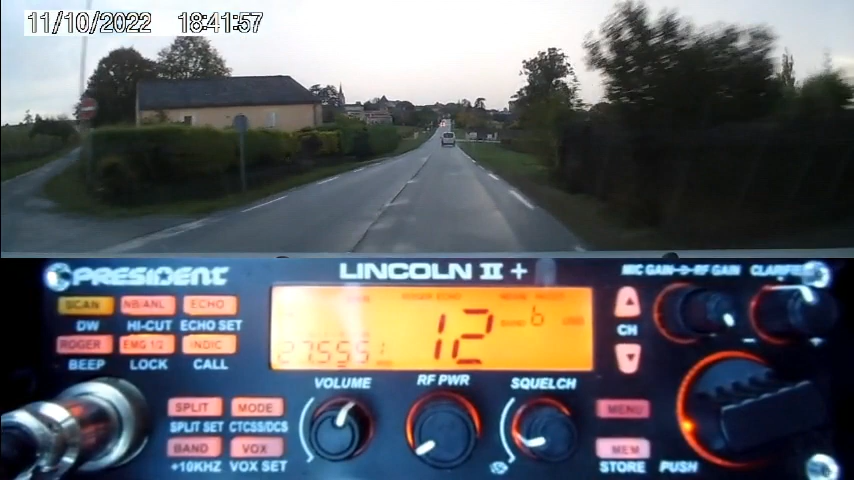 11/10/2022 18:41:57
PRESIDENT LINCOLN II + MIC GAIN RF GAIN CLARIFIER
SCAN NB/ANL ECHO
DW HI-CUT ECHO SET
ROGER EMG 1/2 INDIC
BEEP LOCK CALL
12 b
27.555
CH
VOLUME RF PWR SQUELCH
SPLIT MODE MENU
SPLIT SET CTCSS/DCS
BAND VOX MEM
+10KHZ VOX SET STORE PUSH